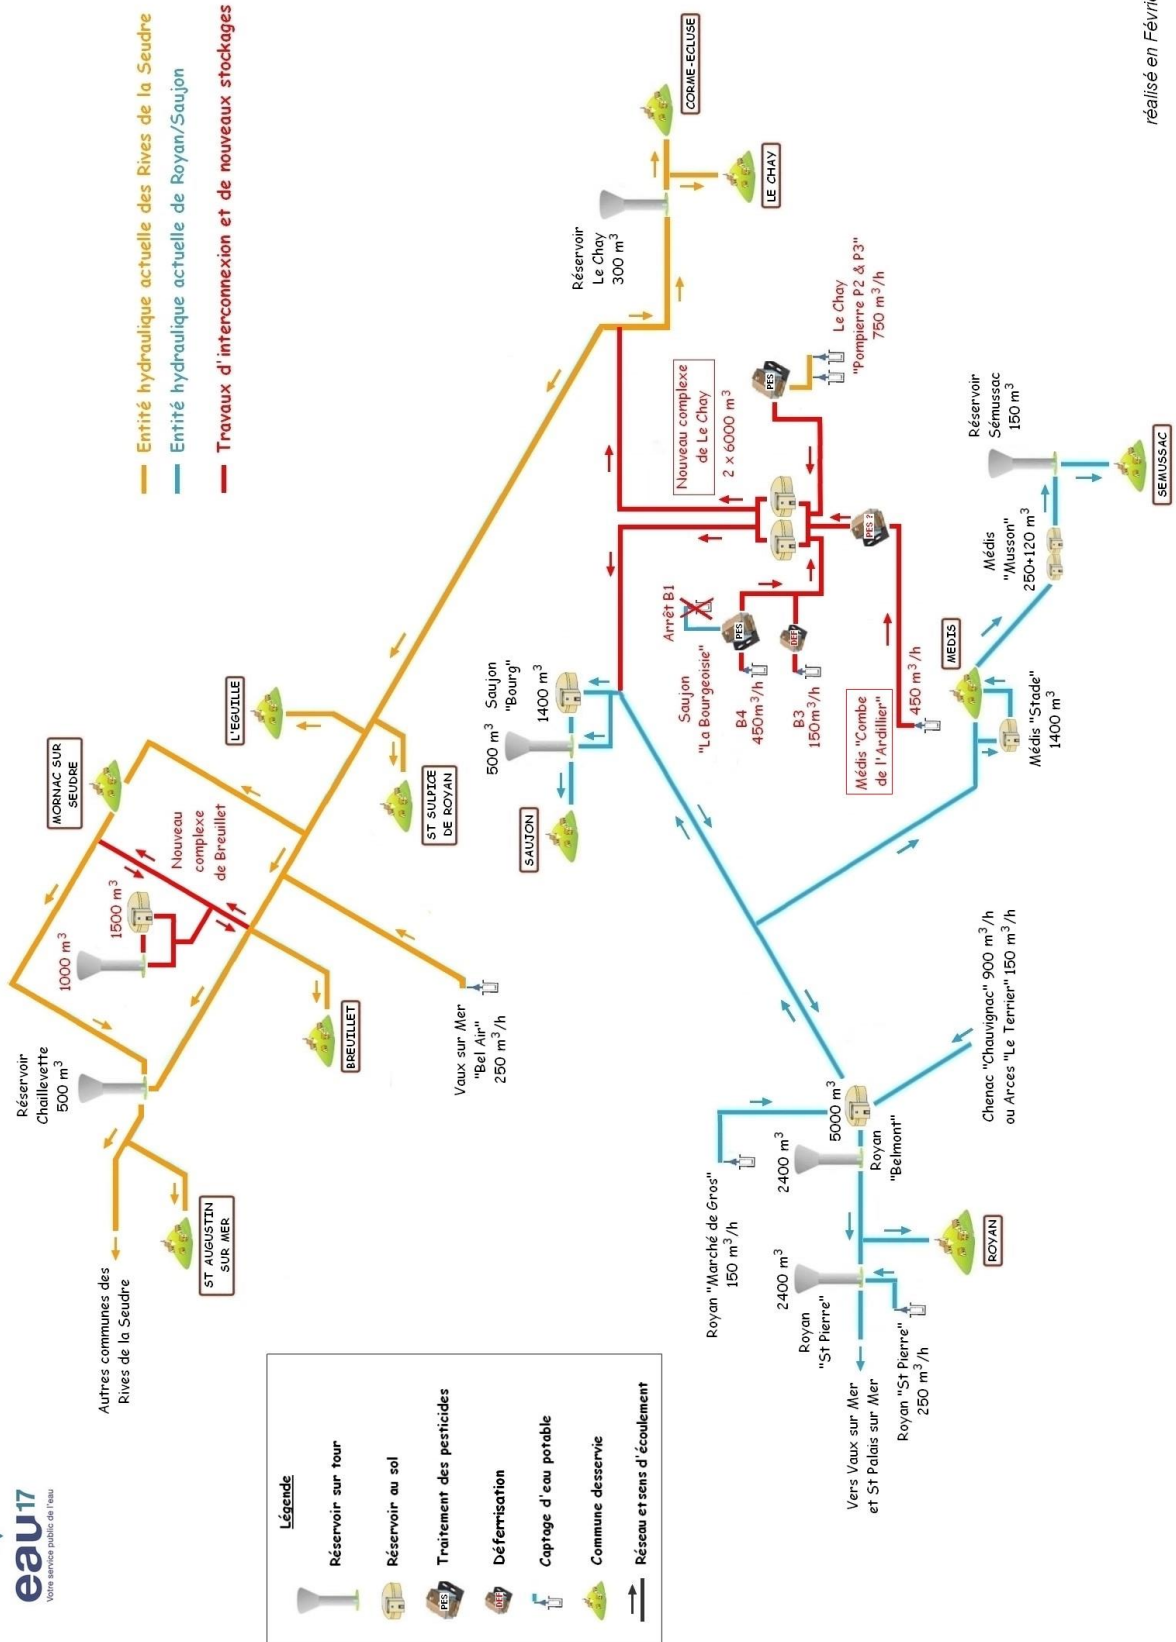 eau17
Votre service public de l'eau
Entité hydraulique actuelle des Rives de la Seudre
Entité hydraulique actuelle de Royan/Saujon
Travaux d'interconnexion et de nouveaux stockages
réalisé en Févri
Légende
Réservoir sur tour
Réservoir au sol
PES
Traitement des pesticides
DEF
Déferrisation
Captage d'eau potable
Commune desservie
Réseau et sens d'écoulement
Autres communes des
Rives de la Seudre
ST AUGUSTIN
SUR MER
Réservoir
Chaillevette
500 m³
BREUILLET
1000 m³
1500 m³
Nouveau
complexe
de Breuillet
MORNAC SUR
SEUDRE
L'EGUILLE
ST SULPICE
DE ROYAN
Vaux sur Mer
"Bel Air"
250 m³/h
Réservoir
Le Chay
300 m³
CORME-ECLUSE
LE CHAY
SAUJON
500 m³
Saujon
"Bourg"
1400 m³
Arrêt B1
Saujon
"La Bourgeoisie"
PES
B4
450m³/h
DEF
B3
150m³/h
Nouveau complexe
de Le Chay
2 x 6000 m³
PES
Le Chay
"Pompierre P2 & P3"
750 m³/h
PES ?
Médis "Combe
de l'Ardillier"
450 m³/h
MEDIS
Médis "Stade"
1400 m³
Médis
"Musson"
250+120 m³
Réservoir
Sémussac
150 m³
SEMUSSAC
Royan "Marché de Gros"
150 m³/h
5000 m³
2400 m³
Royan
"Belmont"
2400 m³
Royan
"St Pierre"
ROYAN
Vers Vaux sur Mer
et St Palais sur Mer
Royan "St Pierre"
250 m³/h
Chenac "Chauvignac" 900 m³/h
ou Arces "Le Terrier" 150 m³/h